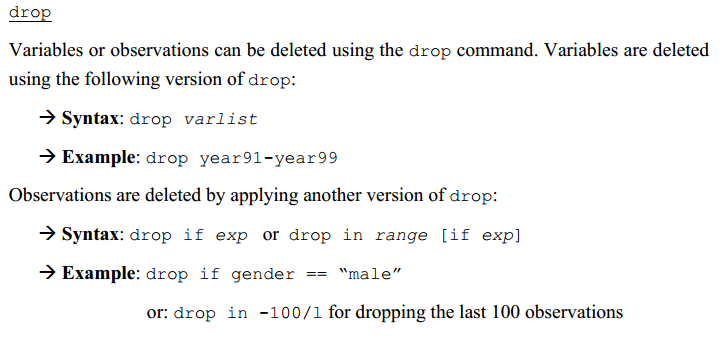 drop
Variables or observations can be deleted using the drop command. Variables are deleted
using the following version of drop:
→ Syntax: drop varlist
→ Example: drop year91-year99
Observations are deleted by applying another version of drop:
→ Syntax: drop if exp or drop in range [if exp]
→ Example: drop if gender == “male”
or: drop in -100/l for dropping the last 100 observations